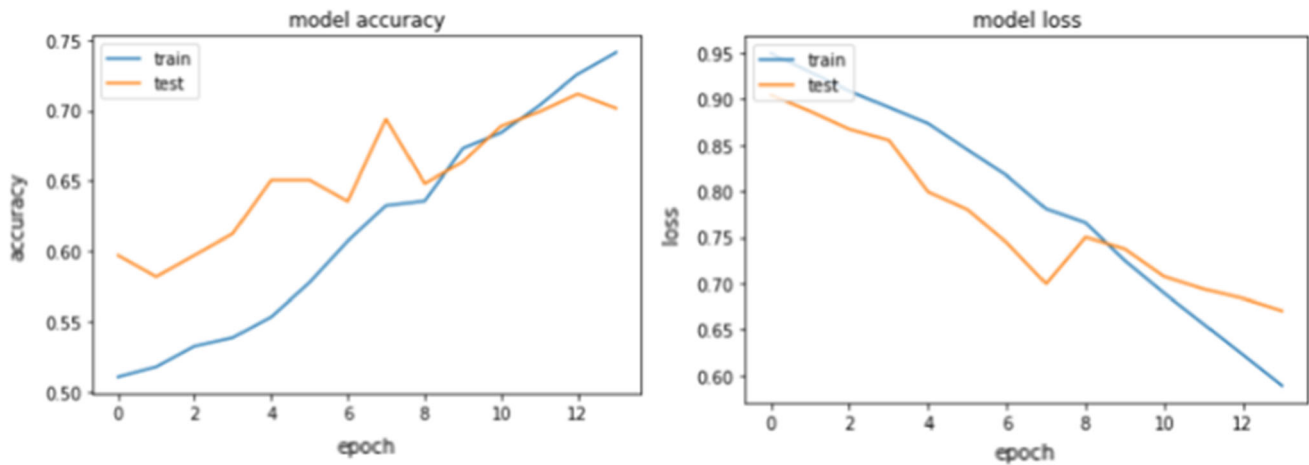 model accuracy
train
test
0.75
0.70
0.65
0.60
0.55
0.50
accuracy
0 2 4 6 8 10 12
epoch
model loss
train
test
0.95
0.90
0.85
0.80
0.75
0.70
0.65
0.60
loss
0 2 4 6 8 10 12
epoch